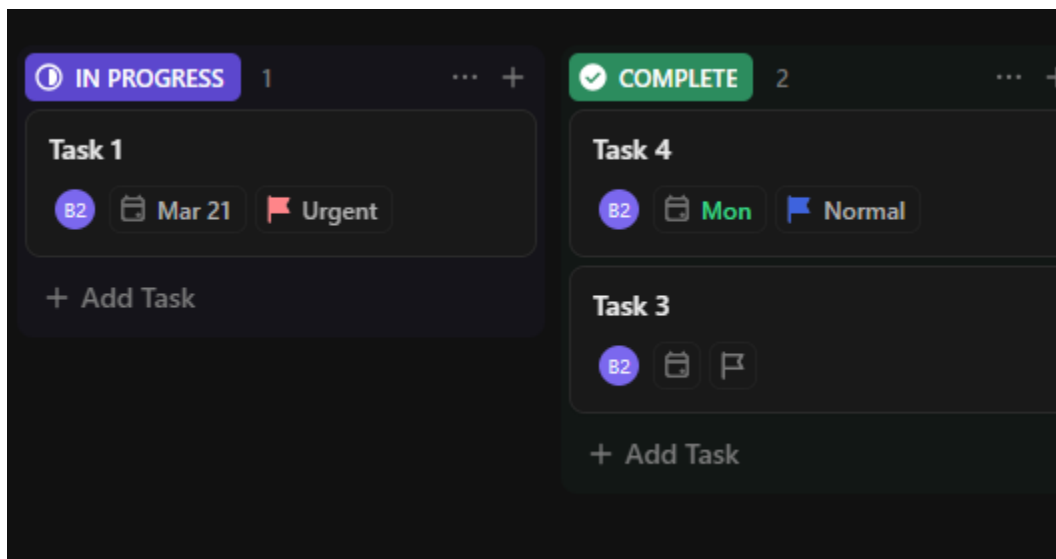 IN PROGRESS 1
Task 1
B2 Mar 21 Urgent
+ Add Task
COMPLETE 2
Task 4
B2 Mon Normal
Task 3
B2
+ Add Task